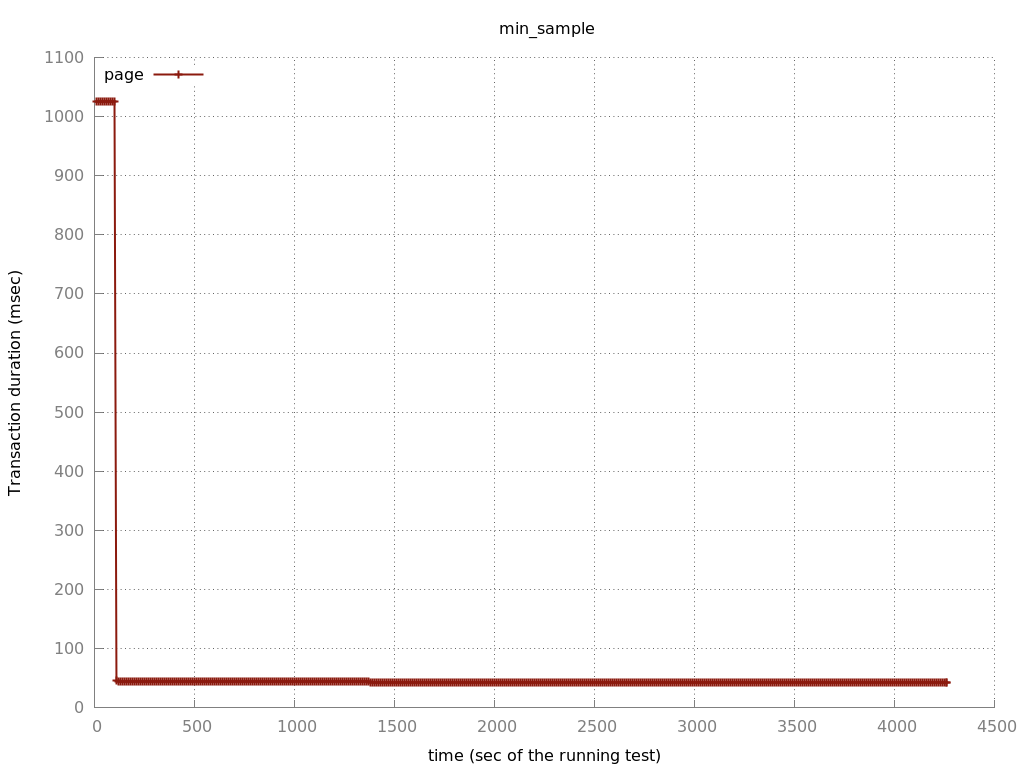 min_sample
1100
page
1000
900
800
700
600
500
400
300
200
100
0
Transaction duration (msec)
0 500 1000 1500 2000 2500 3000 3500 4000 4500
time (sec of the running test)